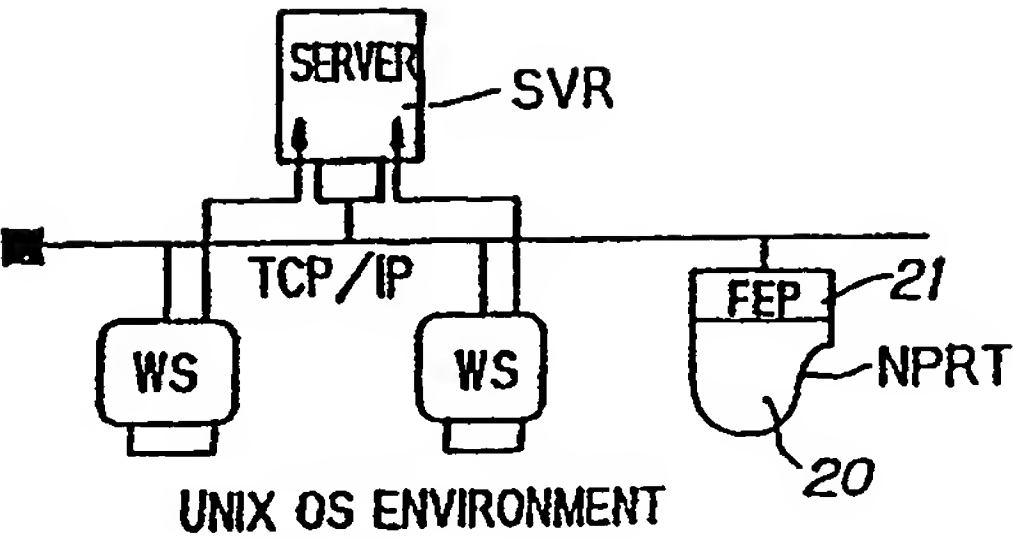 SERVER
SVR
TCP/IP
FEP
21
WS
WS
NPRT
20
UNIX OS ENVIRONMENT